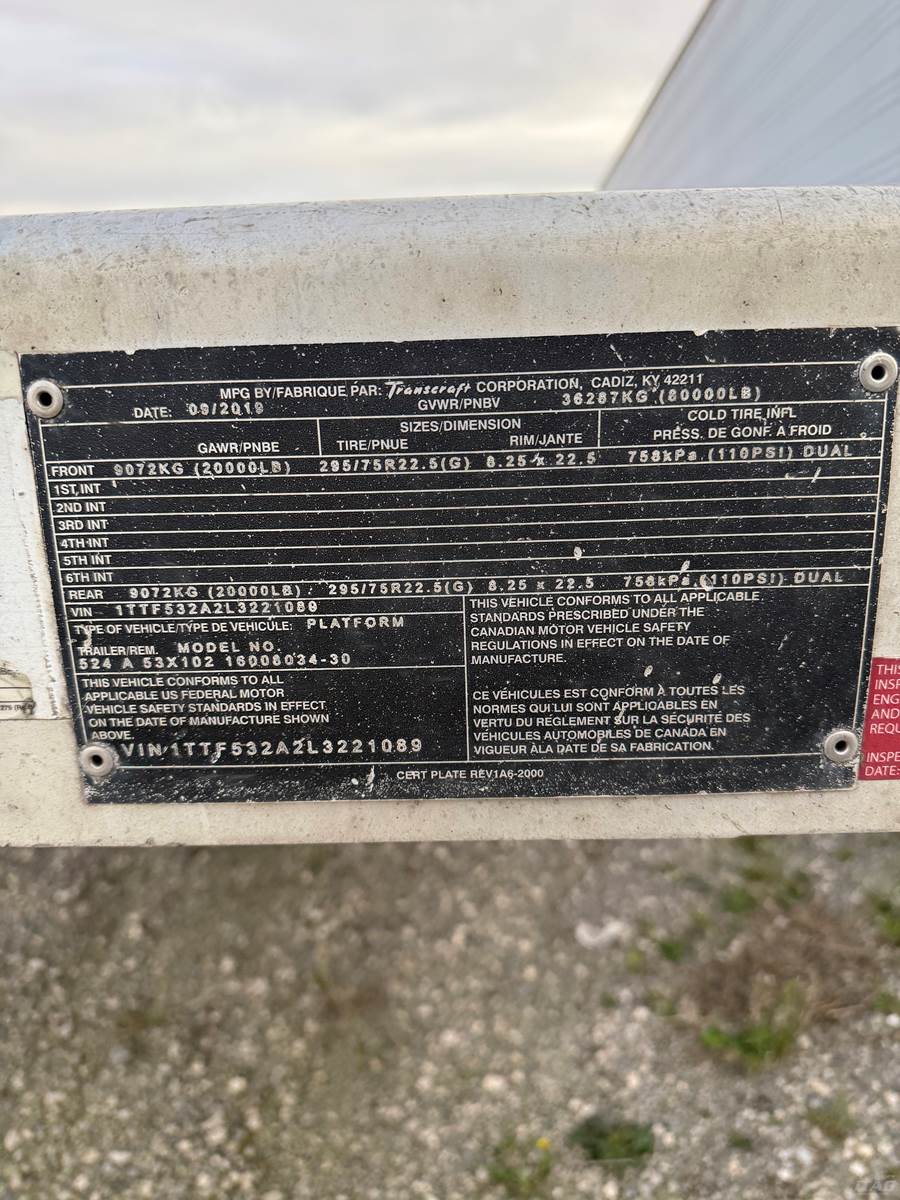 MFG BY/FABRIQUE PAR: Transcraft CORPORATION, CADIZ, KY 42211
DATE: 09/2019 GVWR/PNBV 36287KG (80000LB)
GAWR/PNBE SIZES/DIMENSION COLD TIRE INFL
TIRE/PNUE RIM/JANTE PRESS. DE GONF. A FROID
FRONT 9072KG (20000LB) 295/75R22.5(G) 8.25 x 22.5 758kPa (110PSI) DUAL
1ST INT
2ND INT
3RD INT
4TH INT
5TH INT
6TH INT
REAR 9072KG (20000LB) 295/75R22.5(G) 8.25 x 22.5 758kPa (110PSI) DUAL
VIN 1TTF532A2L3221089
TYPE OF VEHICLE/TYPE DE VEHICULE: PLATFORM
TRAILER/REM. MODEL NO.
524 A 53X102 16008034-30
THIS VEHICLE CONFORMS TO ALL
APPLICABLE US FEDERAL MOTOR
VEHICLE SAFETY STANDARDS IN EFFECT
ON THE DATE OF MANUFACTURE SHOWN
ABOVE.
VIN 1TTF532A2L3221089
THIS VEHICLE CONFORMS TO ALL APPLICABLE
STANDARDS PRESCRIBED UNDER THE
CANADIAN MOTOR VEHICLE SAFETY
REGULATIONS IN EFFECT ON THE DATE OF
MANUFACTURE.
CE VÉHICULES EST CONFORM À TOUTES LES
NORMES QUI LUI SONT APPLICABLES EN
VERTU DU RÉGLEMENT SUR LA SÉCURITÉ DES
VÉHICULES AUTOMOBILES DE CANADA EN
VIGUEUR À LA DATE DE SA FABRICATION.
CERT PLATE REV1A6-2000
THIS
INSP
ENG
AND
REQU
INSPE
DATE: